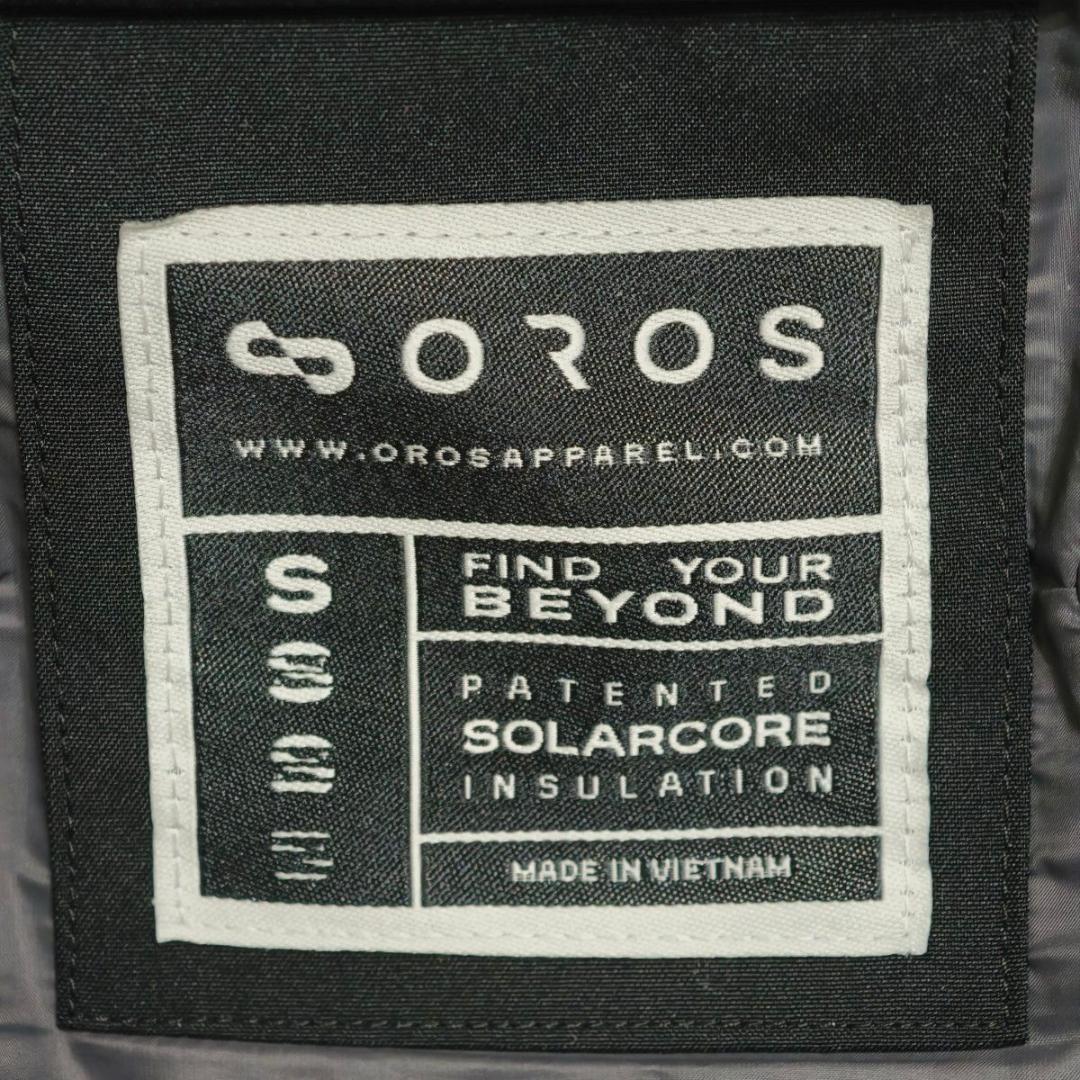 OROS
WWW.OROSAPPAREL.COM
S
FIND YOUR
BEYOND
PATENTED
SOLARCORE
INSULATION
MADE IN VIETNAM